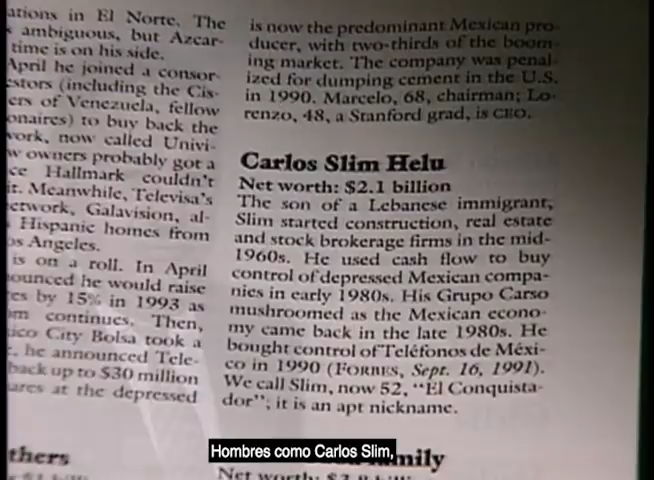 ations in El Norte. The
ambiguous, but Azcar-
time is on his side.
April he joined a consor-
estors (including the Cis-
ers of Venezuela, fellow
onaires) to buy back the
work, now called Univi-
w owners probably got a
ce Hallmark couldn't
it. Meanwhile, Televisa's
etwork, Galavision, al-
Hispanic homes from
os Angeles.
is on a roll. In April
ounced he would raise
es by 15% in 1993 as
om continues. Then,
ico City Bolsa took a
, he announced Tele-
back up to $30 million
ares at the depressed
thers
is now the predominant Mexican pro-
ducer, with two-thirds of the boom-
ing market. The company was penal-
ized for dumping cement in the U.S.
in 1990. Marcelo, 68, chairman; Lo-
renzo, 48, a Stanford grad, is CEO.
Carlos Slim Helu
Net worth: $2.1 billion
The son of a Lebanese immigrant,
Slim started construction, real estate
and stock brokerage firms in the mid-
1960s. He used cash flow to buy
control of depressed Mexican compa-
nies in early 1980s. His Grupo Carso
mushroomed as the Mexican econo-
my came back in the late 1980s. He
bought control of Teléfonos de Méxi-
co in 1990 (FORBES, Sept. 16, 1991).
We call Slim, now 52, "El Conquista-
dor"; it is an apt nickname.
family
Net worth:
Hombres como Carlos Slim,